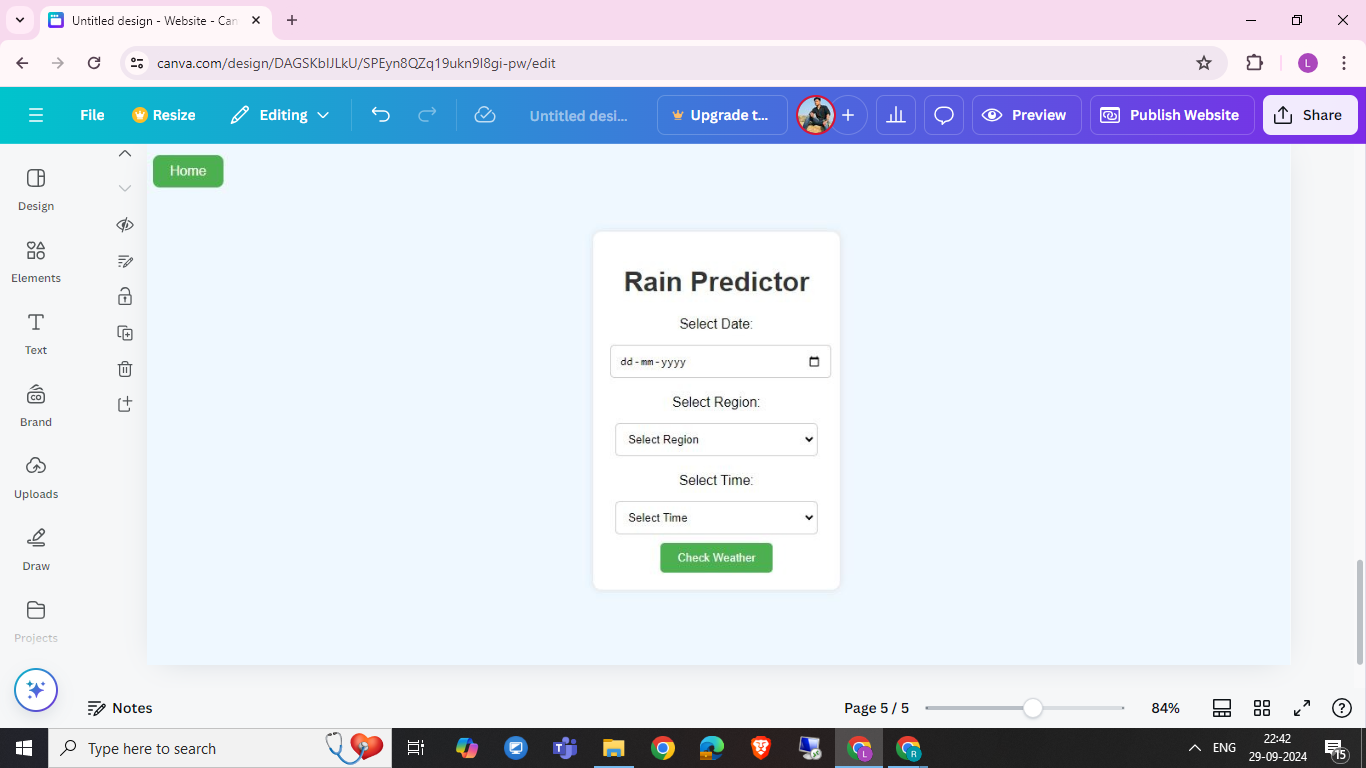 Untitled design - Website - Can
canva.com/design/DAGSKbIJLkU/SPEyn8QZq19ukn9I8gi-pw/edit
L
File
Resize
Editing
Untitled desi...
Upgrade t...
+
Preview
Publish Website
Share
Design
Elements
Text
CO
Brand
Uploads
Draw
Projects
Home
Rain Predictor
Select Date:
dd-mm-yyyy
Select Region:
Select Region
Select Time:
Select Time
Check Weather
Notes
Page 5 / 5
84%
?
Type here to search
L
R
ENG
22:42
29-09-2024
15